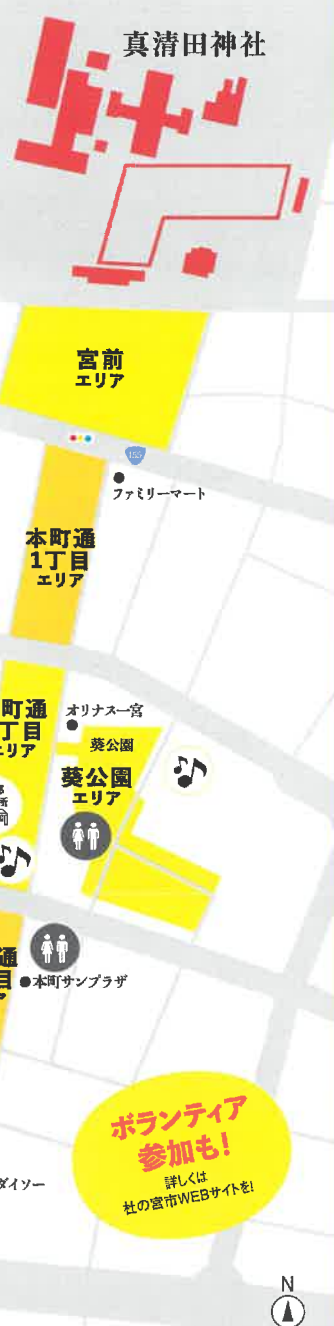 真清田神社
宮前
エリア
155
ファミリーマート
本町通
1丁目
エリア
町通
丁目
エリア
オリナス一宮
葵公園
葵公園
エリア
通
目
本町サンプラザ
ボランティア
参加も!
詳しくは
杜の宮市WEBサイトを!
ダイソー
N